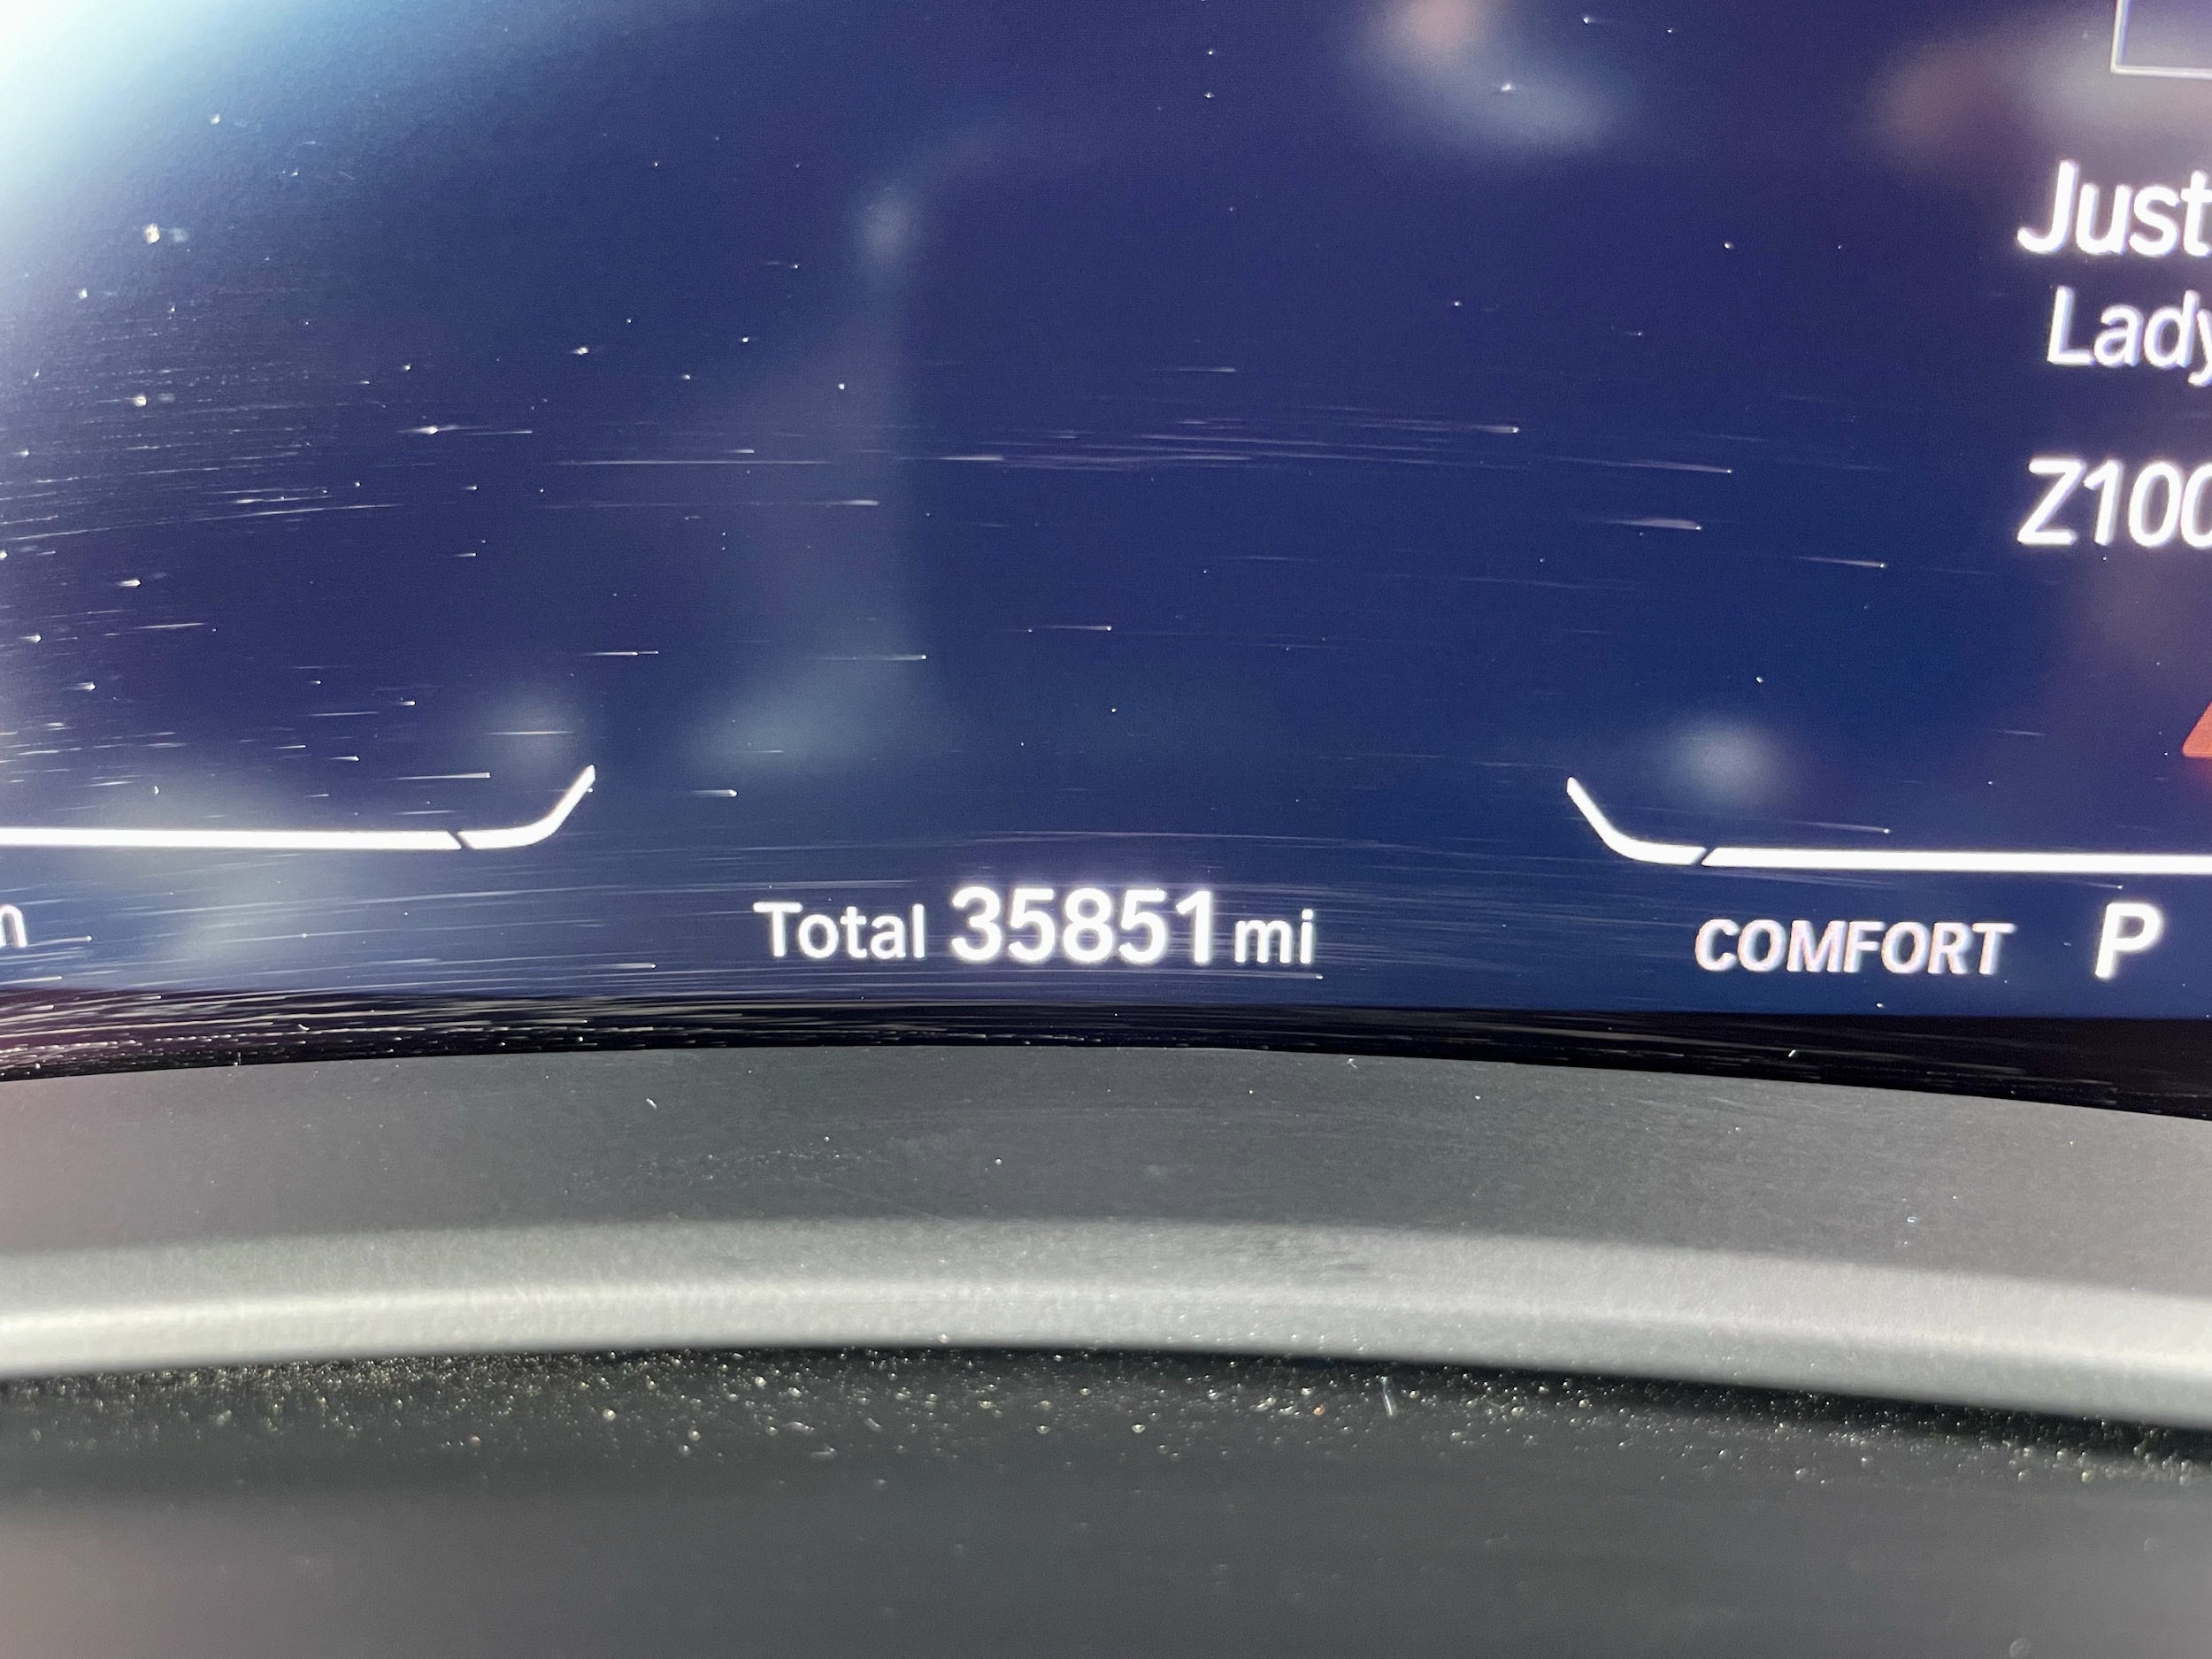 Just
Lady
Z100
Total 35851 mi
COMFORT P